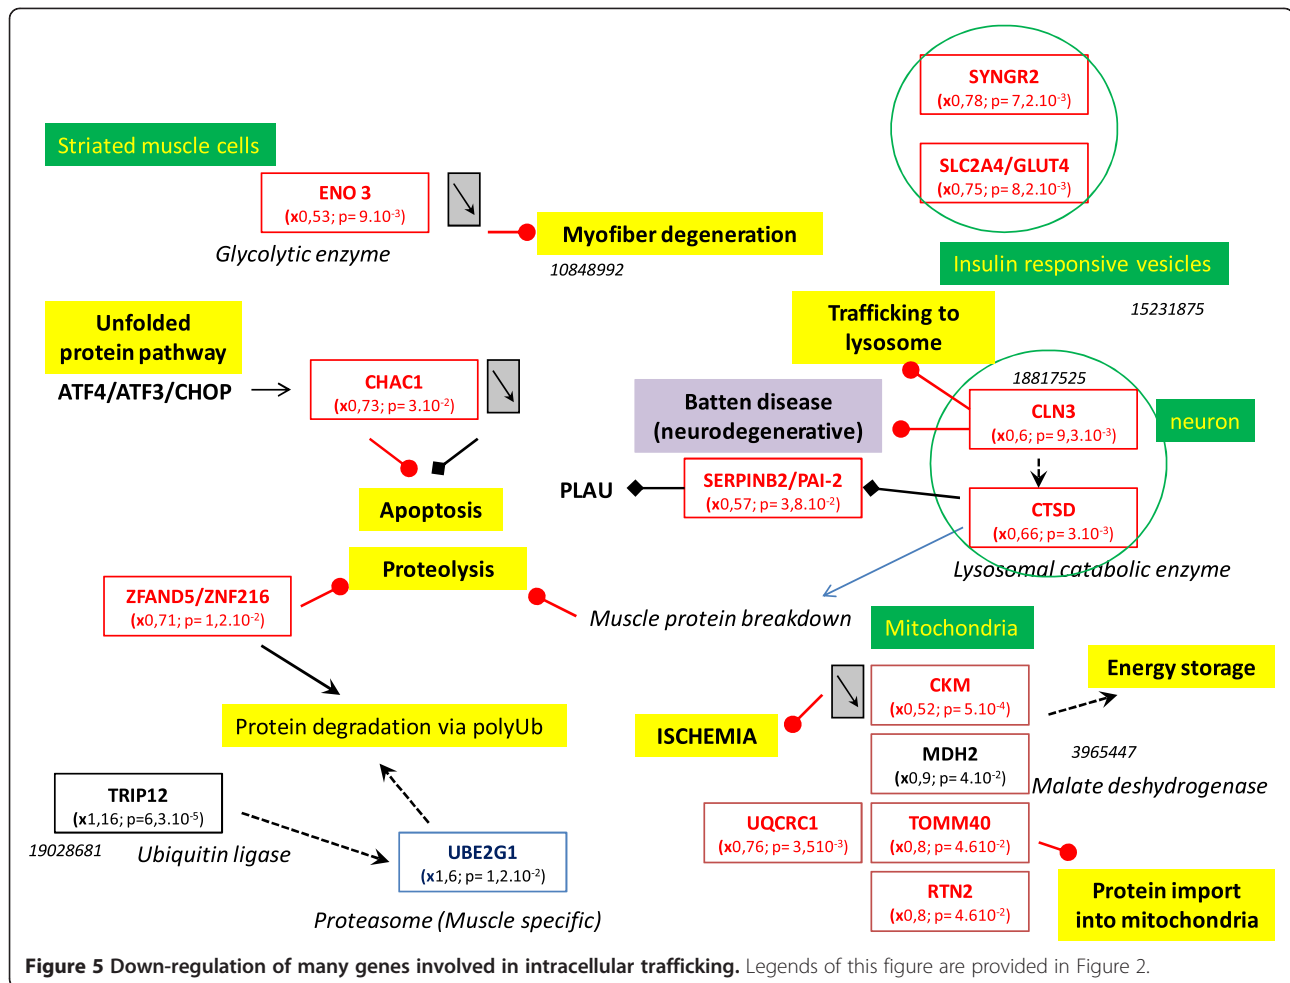 SYNGR2
(x0,78; p= 7,2.10-3)
Striated muscle cells
SLC2A4/GLUT4
(x0,75; p= 8,2.10-3)
ENO 3
(x0,53; p= 9.10-3)
Glycolytic enzyme
Myofiber degeneration
10848992
Insulin responsive vesicles
15231875
Unfolded
protein pathway
ATF4/ATF3/CHOP
CHAC1
(x0,73; p= 3.10-2)
Trafficking to
lysosome
18817525
Batten disease
(neurodegenerative)
CLN3
(x0,6; p= 9,3.10-3)
neuron
PLAU
SERPINB2/PAI-2
(x0,57; p= 3,8.10-2)
CTSD
(x0,66; p= 3.10-3)
Lysosomal catabolic enzyme
Apoptosis
Proteolysis
ZFAND5/ZNF216
(x0,71; p= 1,2.10-2)
Muscle protein breakdown
Mitochondria
Protein degradation via polyUb
ISCHEMIA
CKM
(x0,52; p= 5.10-4)
Energy storage
MDH2
(x0,9; p= 4.10-2)
3965447
Malate deshydrogenase
TRIP12
(x1,16; p=6,3.10-5)
19028681
Ubiquitin ligase
UBE2G1
(x1,6; p= 1,2.10-2)
Proteasome (Muscle specific)
UQCRC1
(x0,76; p= 3,510-3)
TOMM40
(x0,8; p= 4.610-2)
RTN2
(x0,8; p= 4.610-2)
Protein import
into mitochondria
Figure 5 Down-regulation of many genes involved in intracellular trafficking. Legends of this figure are provided in Figure 2.